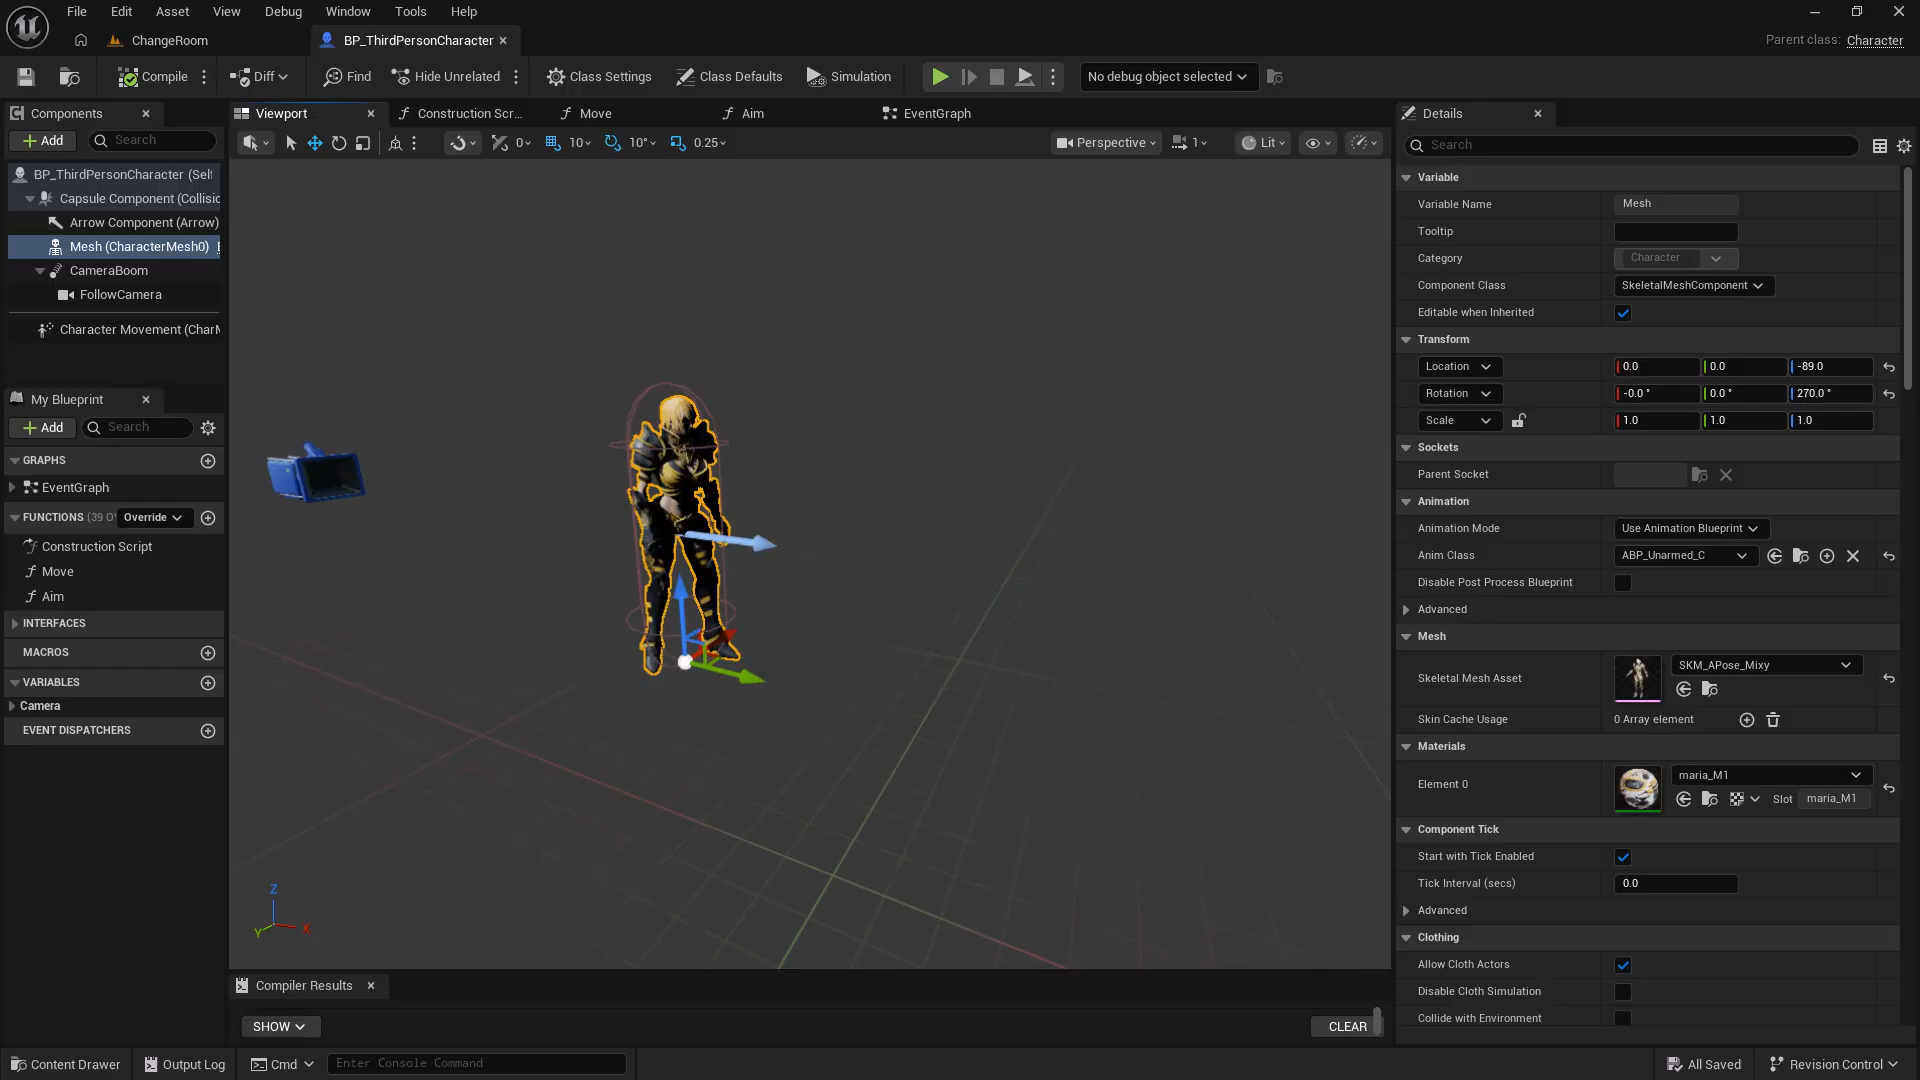 File Edit Asset View Debug Window Tools Help
ChangeRoom
BP_ThirdPersonCharacter
Parent class: Character
Compile
Diff
Find
Hide Unrelated
Class Settings
Class Defaults
Simulation
No debug object selected
Components
Add
Search
BP_ThirdPersonCharacter (Self
Capsule Component (Collisic
Arrow Component (Arrow)
Mesh (CharacterMesh0)
CameraBoom
FollowCamera
Character Movement (CharM
My Blueprint
Add
Search
GRAPHS
EventGraph
FUNCTIONS (39 O Override
Construction Script
Move
Aim
INTERFACES
MACROS
VARIABLES
Camera
EVENT DISPATCHERS
Viewport
Construction Scr...
Move
Aim
EventGraph
0 10 10° 0.25
Perspective 1 Lit
Z
Y X
Compiler Results
SHOW
CLEAR
Details
Search
Variable
Variable Name Mesh
Tooltip
Category Character
Component Class SkeletalMeshComponent
Editable when Inherited
Transform
Location 0.0 0.0 -89.0
Rotation -0.0 ° 0.0 ° 270.0 °
Scale 1.0 1.0 1.0
Sockets
Parent Socket
Animation
Animation Mode Use Animation Blueprint
Anim Class ABP_Unarmed_C
Disable Post Process Blueprint
Advanced
Mesh
Skeletal Mesh Asset SKM_APose_Mixy
Skin Cache Usage 0 Array element
Materials
Element 0 maria_M1
Slot maria_M1
Component Tick
Start with Tick Enabled
Tick Interval (secs) 0.0
Advanced
Clothing
Allow Cloth Actors
Disable Cloth Simulation
Collide with Environment
Content Drawer
Output Log
Cmd
Enter Console Command
All Saved
Revision Control